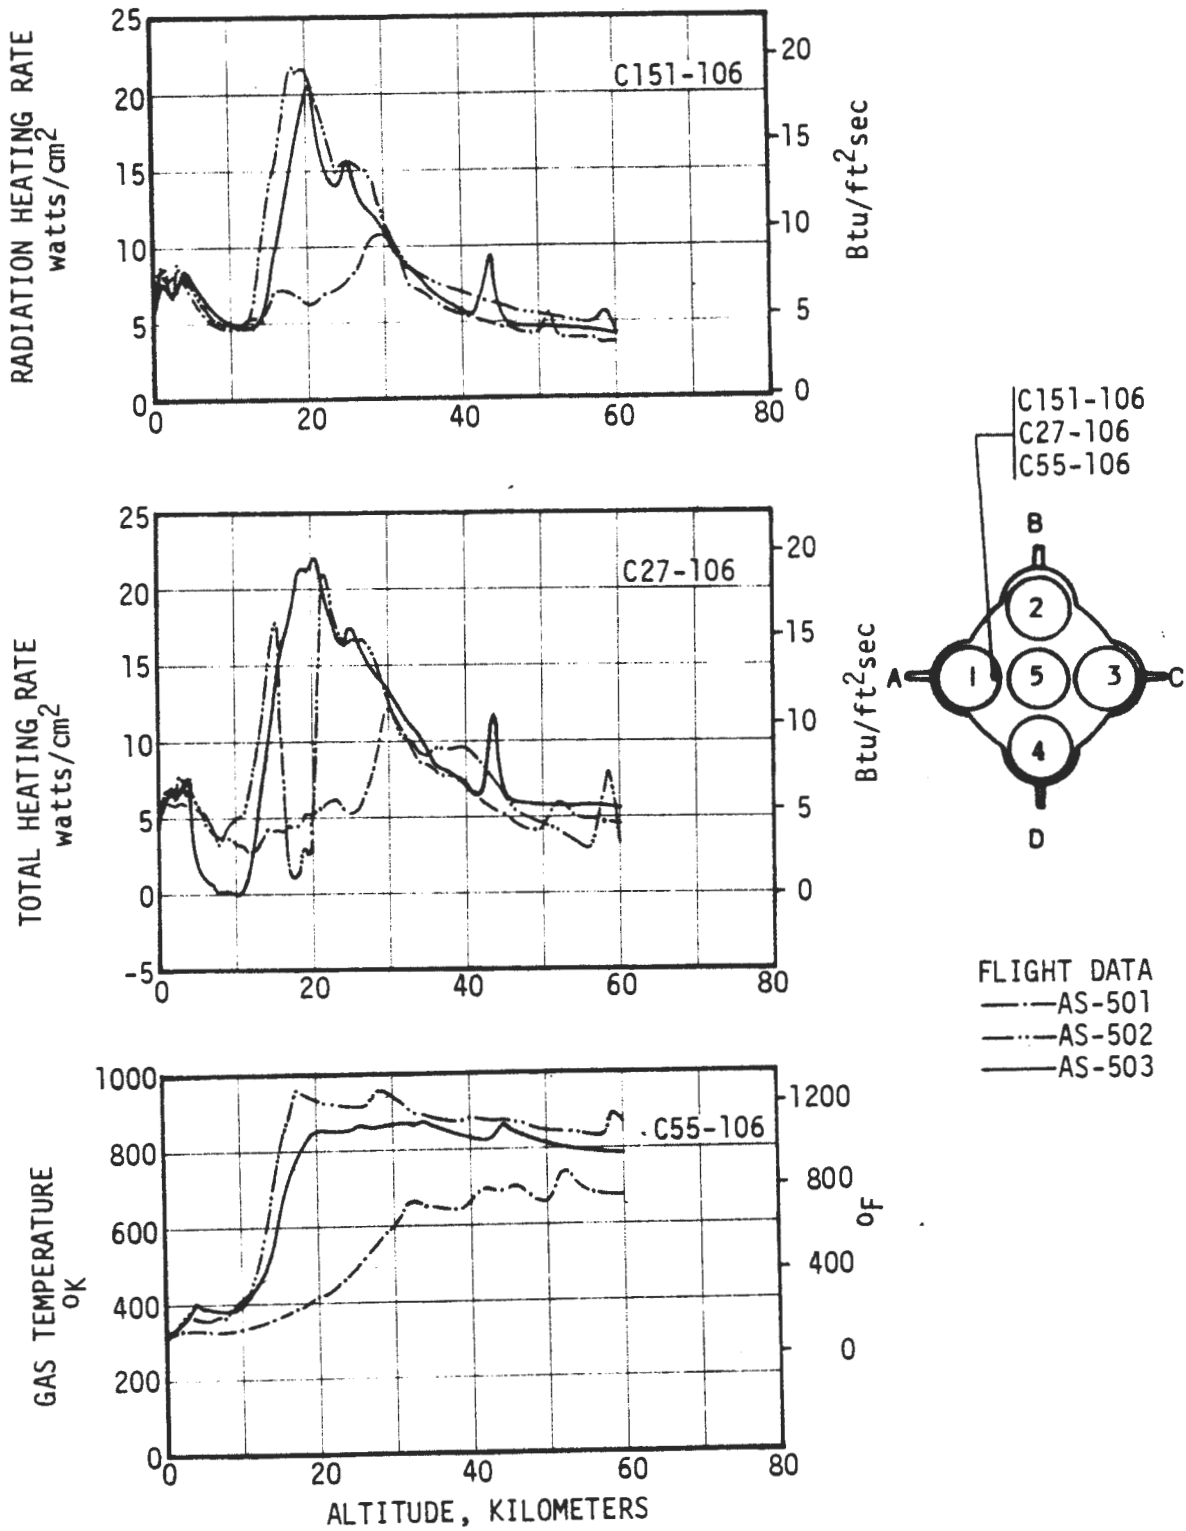 RADIATION HEATING RATE
watts/cm2
25
20
15
10
5
0
C151-106
20
15
10
5
0
Btu/ft2sec
0
20
40
60
80
TOTAL HEATING RATE
watts/cm2
25
20
15
10
5
0
-5
C27-106
20
15
10
5
0
Btu/ft2sec
0
20
40
60
80
GAS TEMPERATURE
oK
1000
800
600
400
200
0
C55-106
1200
800
400
0
oF
0
20
40
60
80
ALTITUDE, KILOMETERS
C151-106
C27-106
C55-106
B
2
A
1
5
3
C
4
D
FLIGHT DATA
AS-501
AS-502
AS-503